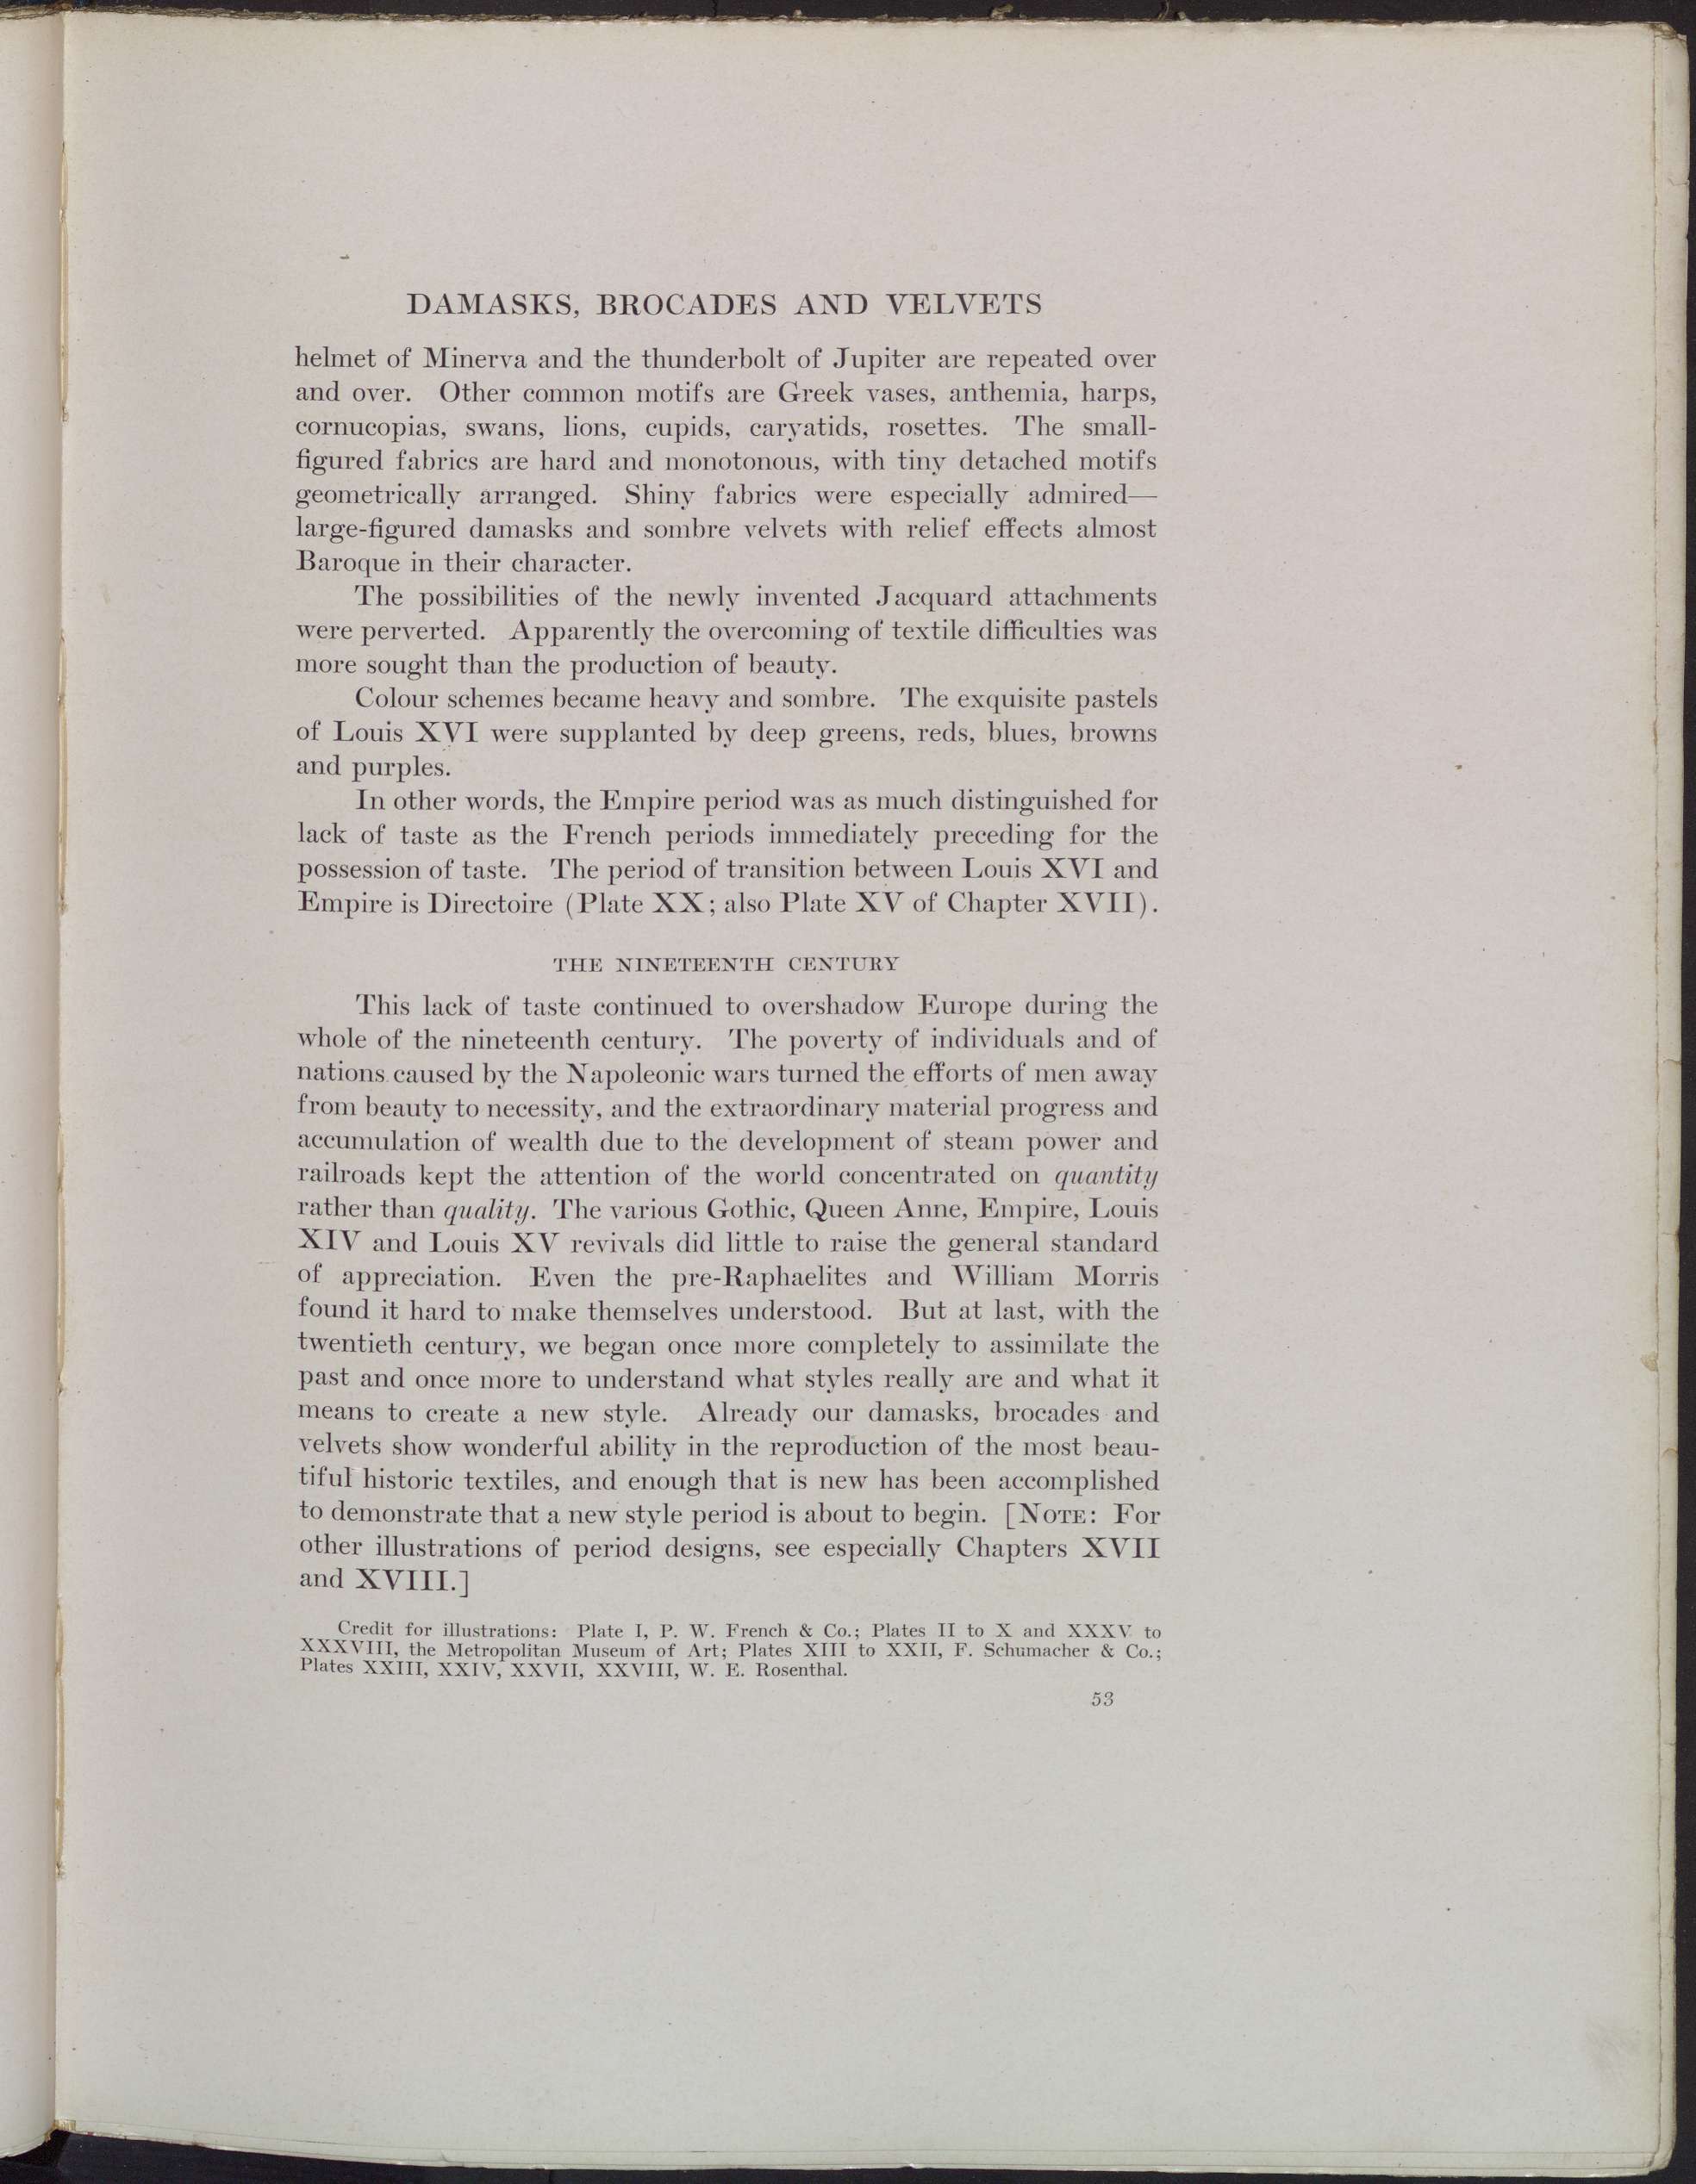 DAMASKS, BROCADES AND VELVETS
helmet of Minerva and the thunderbolt of Jupiter are repeated over
and over. Other common motifs are Greek vases, anthemia, harps,
cornucopias, swans, lions, cupids, caryatids, rosettes. The small-
figured fabrics are hard and monotonous, with tiny detached motifs
geometrically arranged. Shiny fabrics were especially admired—
large-figured damasks and sombre velvets with relief effects almost
Baroque in their character.
The possibilities of the newly invented Jacquard attachments
were perverted. Apparently the overcoming of textile difficulties was
more sought than the production of beauty.
Colour schemes became heavy and sombre. The exquisite pastels
of Louis XVI were supplanted by deep greens, reds, blues, browns
and purples.
In other words, the Empire period was as much distinguished for
lack of taste as the French periods immediately preceding for the
possession of taste. The period of transition between Louis XVI and
Empire is Directoire (Plate XX; also Plate XV of Chapter XVII).
THE NINETEENTH CENTURY
This lack of taste continued to overshadow Europe during the
whole of the nineteenth century. The poverty of individuals and of
nations caused by the Napoleonic wars turned the efforts of men away
from beauty to necessity, and the extraordinary material progress and
accumulation of wealth due to the development of steam power and
railroads kept the attention of the world concentrated on quantity
rather than quality. The various Gothic, Queen Anne, Empire, Louis
XIV and Louis XV revivals did little to raise the general standard
of appreciation. Even the pre-Raphaelites and William Morris
found it hard to make themselves understood. But at last, with the
twentieth century, we began once more completely to assimilate the
past and once more to understand what styles really are and what it
means to create a new style. Already our damasks, brocades and
velvets show wonderful ability in the reproduction of the most beau-
tiful historic textiles, and enough that is new has been accomplished
to demonstrate that a new style period is about to begin. [NOTE: For
other illustrations of period designs, see especially Chapters XVII
and XVIII.]
Credit for illustrations: Plate I, P. W. French & Co.; Plates II to X and XXXV to
XXXVIII, the Metropolitan Museum of Art; Plates XIII to XXII, F. Schumacher & Co.;
Plates XXIII, XXIV, XXVII, XXVIII, W. E. Rosenthal.
53